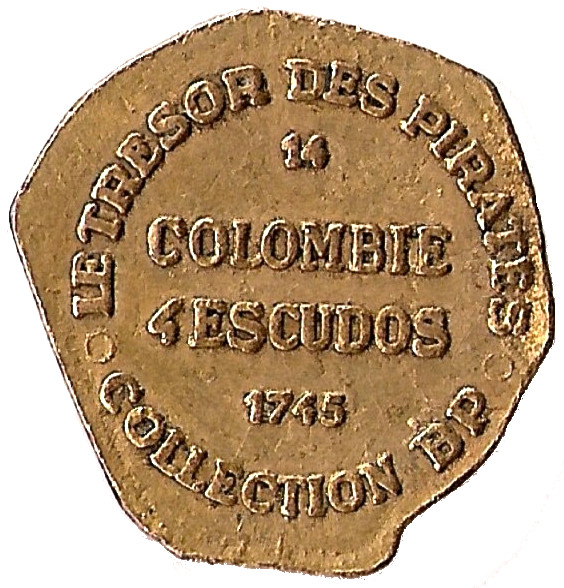 LE TRESOR DES PIRATES
14
COLOMBIE
4 ESCUDOS
1745
COLLECTION BP